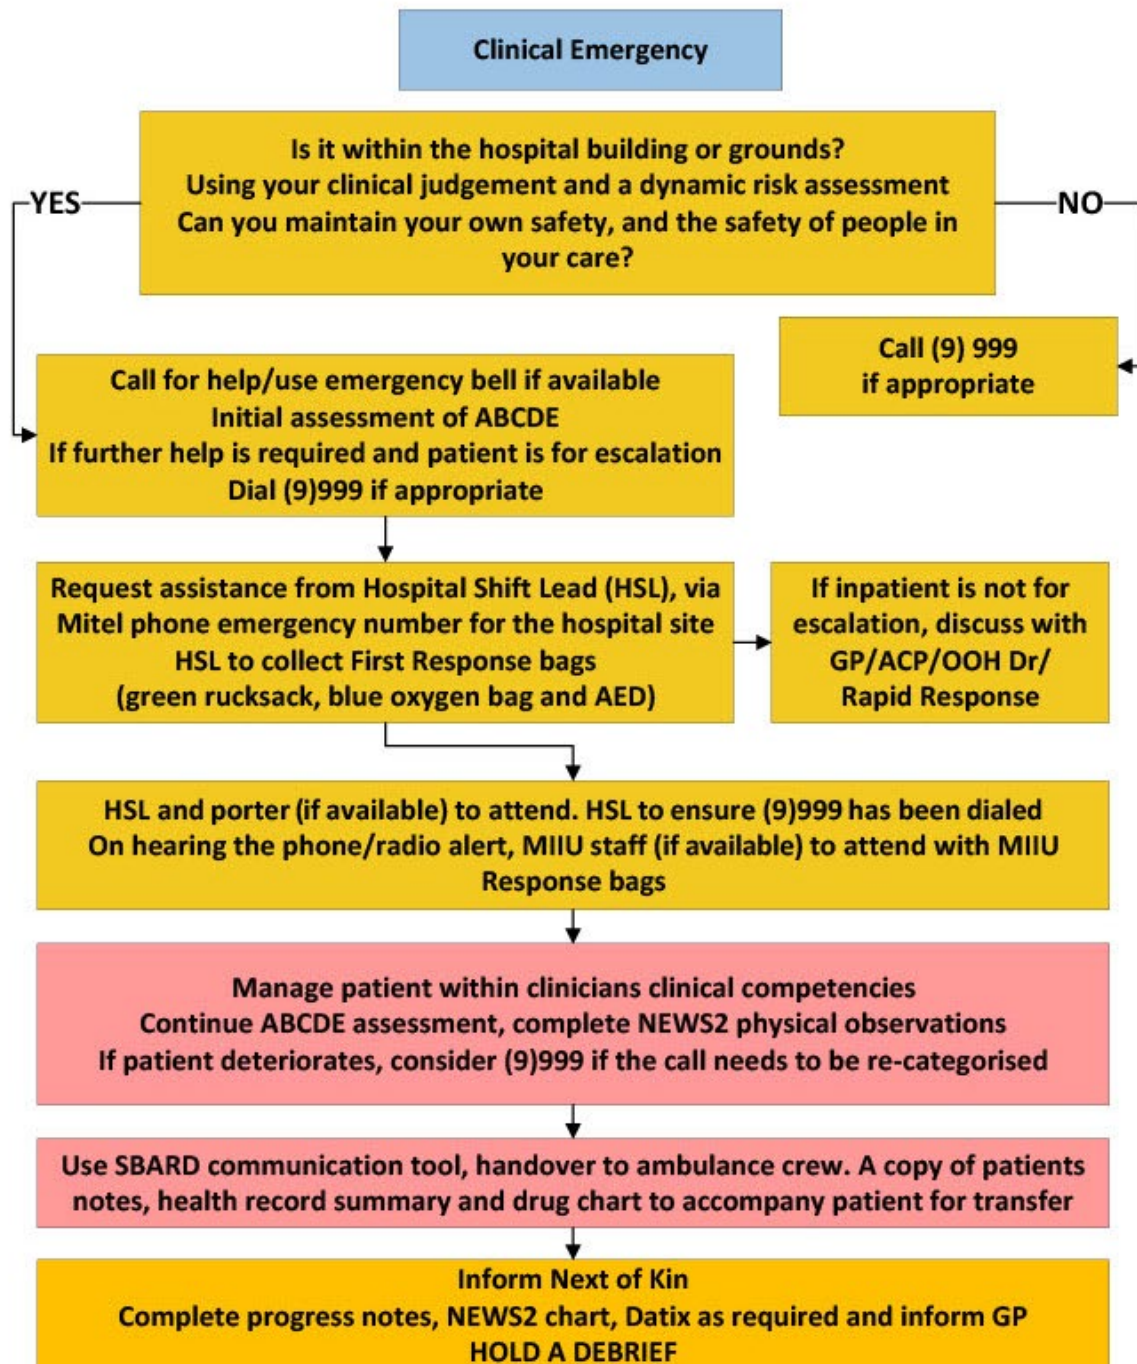 Clinical Emergency
Is it within the hospital building or grounds?
Using your clinical judgement and a dynamic risk assessment
Can you maintain your own safety, and the safety of people in
your care?
YES
NO
Call (9) 999
if appropriate
Call for help/use emergency bell if available
Initial assessment of ABCDE
If further help is required and patient is for escalation
Dial (9)999 if appropriate
Request assistance from Hospital Shift Lead (HSL), via
Mitel phone emergency number for the hospital site
HSL to collect First Response bags
(green rucksack, blue oxygen bag and AED)
If inpatient is not for
escalation, discuss with
GP/ACP/OOH Dr/
Rapid Response
HSL and porter (if available) to attend. HSL to ensure (9)999 has been dialed
On hearing the phone/radio alert, MIIU staff (if available) to attend with MIIU
Response bags
Manage patient within clinicians clinical competencies
Continue ABCDE assessment, complete NEWS2 physical observations
If patient deteriorates, consider (9)999 if the call needs to be re-categorised
Use SBARD communication tool, handover to ambulance crew. A copy of patients
notes, health record summary and drug chart to accompany patient for transfer
Inform Next of Kin
Complete progress notes, NEWS2 chart, Datix as required and inform GP
HOLD A DEBRIEF